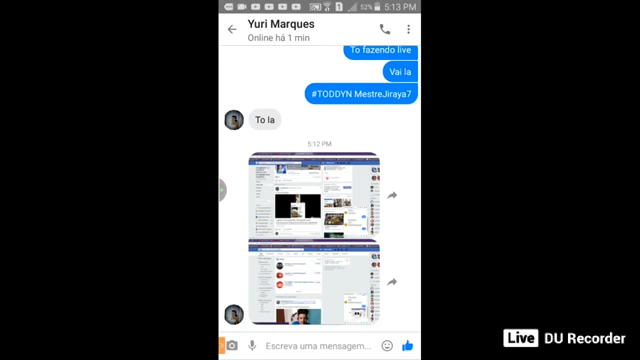 52% 5:13 PM
Yuri Marques
Online há 1 min
To fazendo live
Vai la
#TODDYN MestreJiraya7
To la
5:12 PM
Escreva uma mensagem...
Live DU Recorder